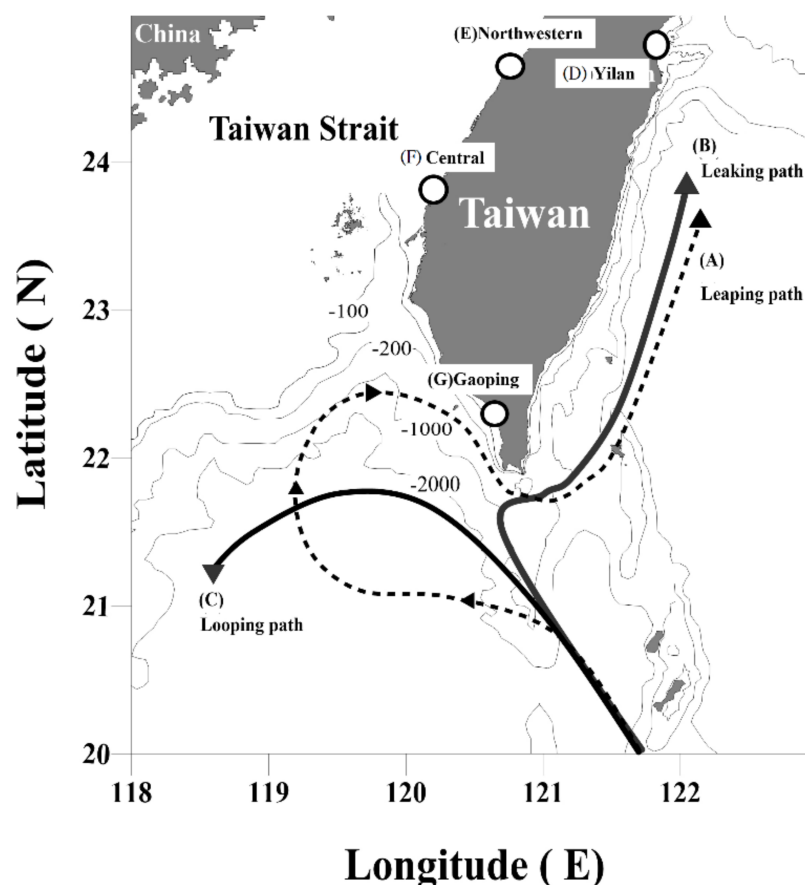 China
(E)Northwestern
(D) Yilan
Taiwan Strait
(F) Central
(B)
Leaking path
Taiwan
(A)
Leaping path
-100
-200
(G)Gaoping
-1000
-2000
(C)
Looping path
24
23
22
21
20
118
119
120
121
122
Latitude ( N)
Longitude ( E)